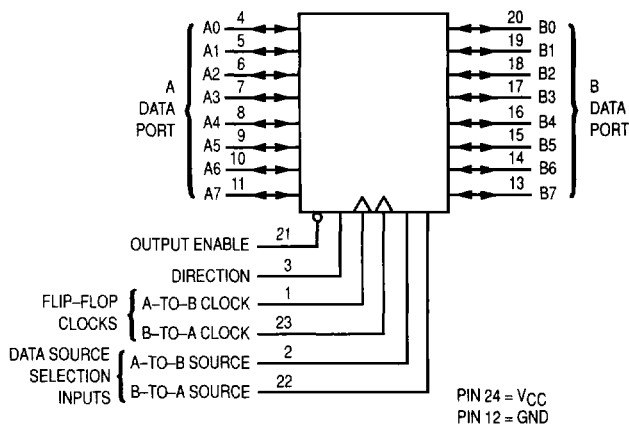 A0 4 20 B0
A1 5 19 B1
A2 6 18 B2
A3 7 17 B3
A4 8 16 B4
A5 9 15 B5
A6 10 14 B6
A7 11 13 B7
A
DATA
PORT
B
DATA
PORT
OUTPUT ENABLE 21
DIRECTION 3
FLIP–FLOP
CLOCKS
A–TO–B CLOCK 1
B–TO–A CLOCK 23
DATA SOURCE
SELECTION
INPUTS
A–TO–B SOURCE 2
B–TO–A SOURCE 22
PIN 24 = VCC
PIN 12 = GND